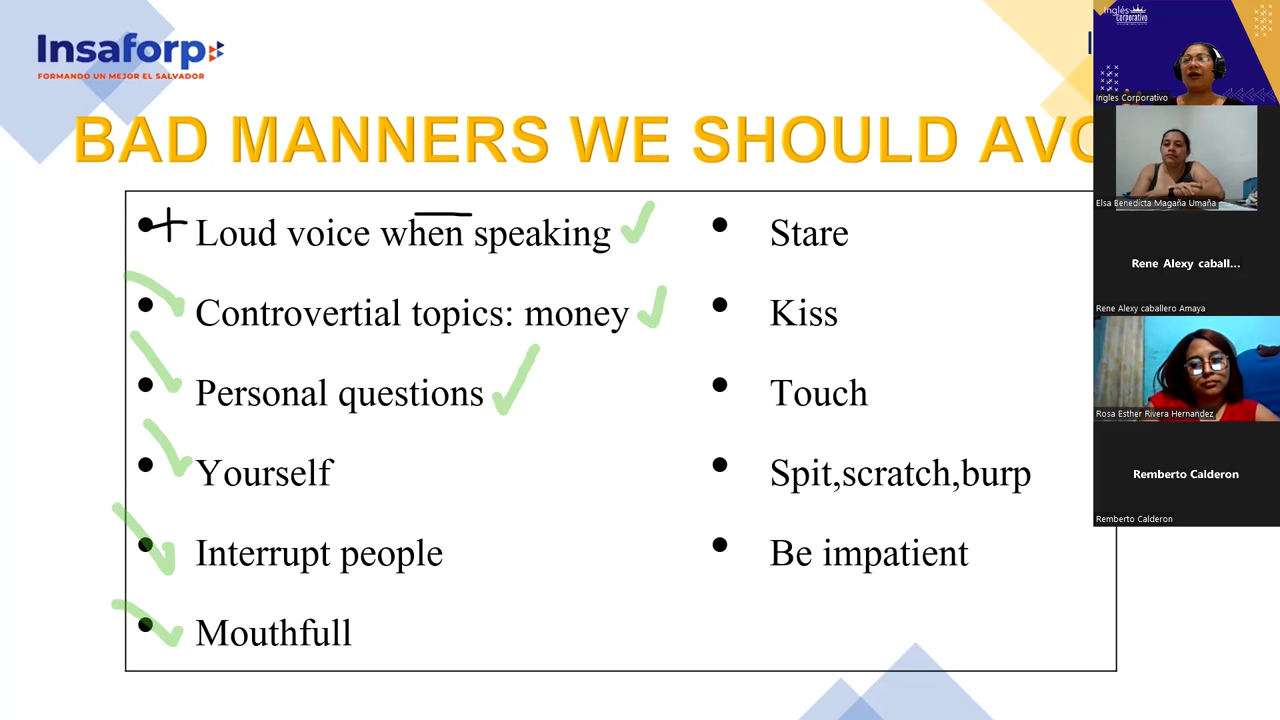 Insaforp
FORMANDO UN MEJOR EL SALVADOR
BAD MANNERS WE SHOULD AVO
+
• Loud voice when speaking
• Controvertial topics: money
• Personal questions
• Yourself
• Interrupt people
• Mouthfull
• Stare
• Kiss
• Touch
• Spit,scratch,burp
• Be impatient
Inglés
corporativo
Ingles Corporativo
Elsa Benedicta Magaña Umaña
Rene Alexy caball...
Rene Alexy caballero Amaya
Rosa Esther Rivera Hernandez
Remberto Calderon
Remberto Calderon